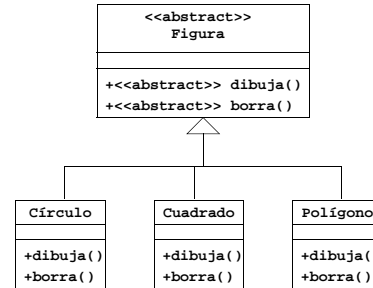 <<abstract>>
Figura
+<<abstract>> dibuja()
+<<abstract>> borra()
Círculo
+dibuja()
+borra()
Cuadrado
+dibuja()
+borra()
Polígono
+dibuja(
+borra()